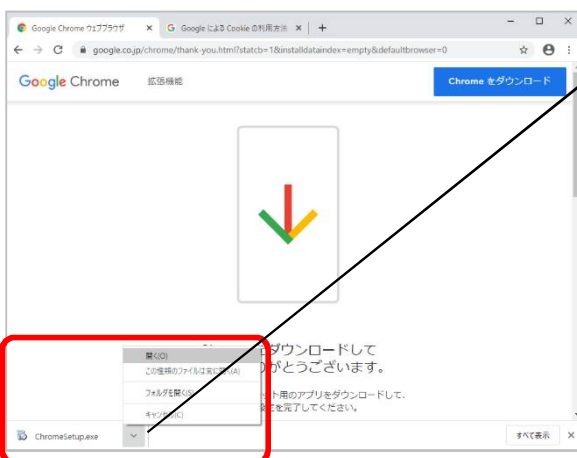 Google Chrome ウェブブラウザ
Google による Cookie の利用方法
google.co.jp/chrome/thank-you.html?statcb=1&installdataindex=empty&defaultbrowser=0
Google Chrome
拡張機能
Chrome をダウンロード
ダウンロードして
がとうございます。
ト用のアプリをダウンロードして、
定を完了してください。
開く(O)
この種類のファイルは常に開く(A)
フォルダを開く(S)
キャンセル(C)
ChromeSetup.exe
すべて表示